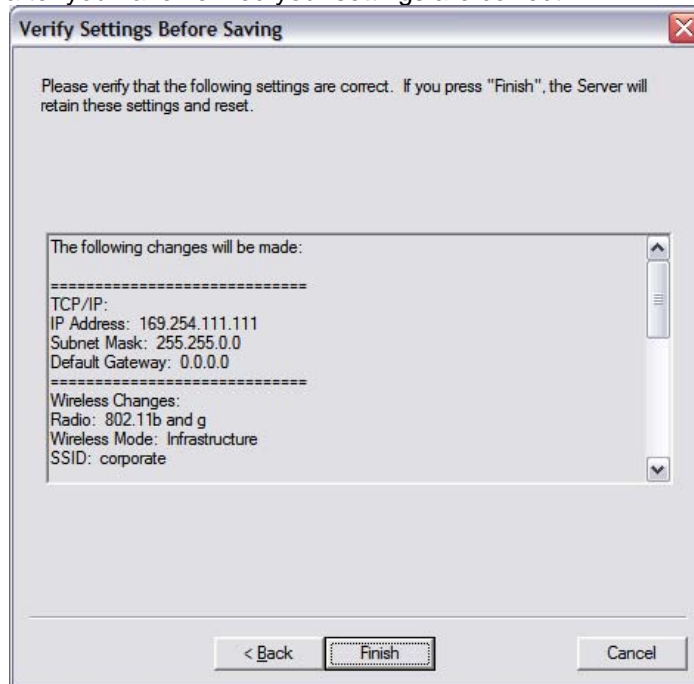 Verify Settings Before Saving
Please verify that the following settings are correct. If you press "Finish", the Server will
retain these settings and reset.
The following changes will be made:
============================
TCP/IP:
IP Address: 169.254.111.111
Subnet Mask: 255.255.0.0
Default Gateway: 0.0.0.0
============================
Wireless Changes:
Radio: 802.11b and g
Wireless Mode: Infrastructure
SSID: corporate
< Back
Finish
Cancel